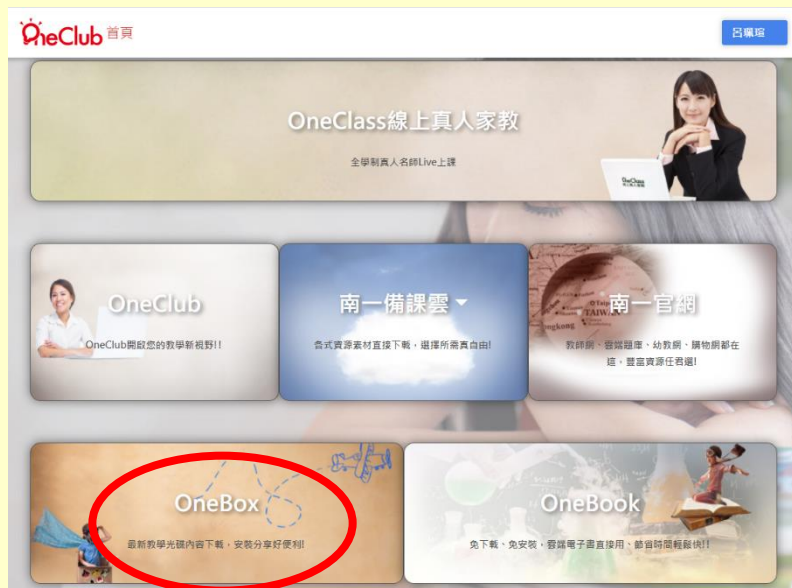 OneClub 首頁
呂珮瑄
OneClass線上真人家教
全學制真人名師Live上課
OneClass
OneClub
OneClub開啟您的教學新視野!!
南一備課雲
各式資源素材直接下載，選擇所需真自由!
南一官網
教師網、雲端題庫、幼教網、購物網都在
這，豐富資源任君選!
TAIWAN
OneBox
最新教學光碟內容下載，安裝分享好便利!
OneBook
免下載、免安裝，雲端電子書直接用、節省時間輕鬆快!!